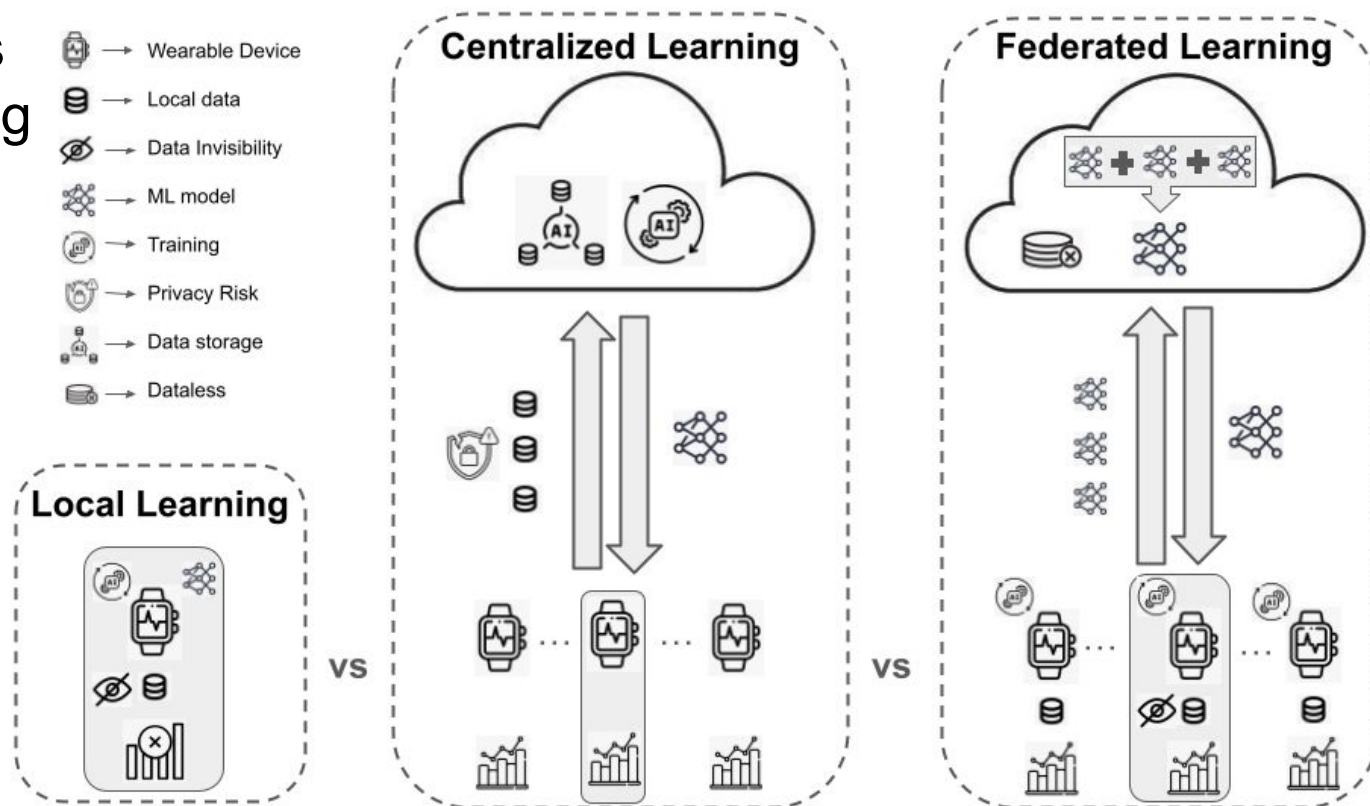 s
g
Wearable Device
Local data
Data Invisibility
ML model
Training
Privacy Risk
Data storage
Dataless
Local Learning
vs
Centralized Learning
AI
AI
vs
Federated Learning